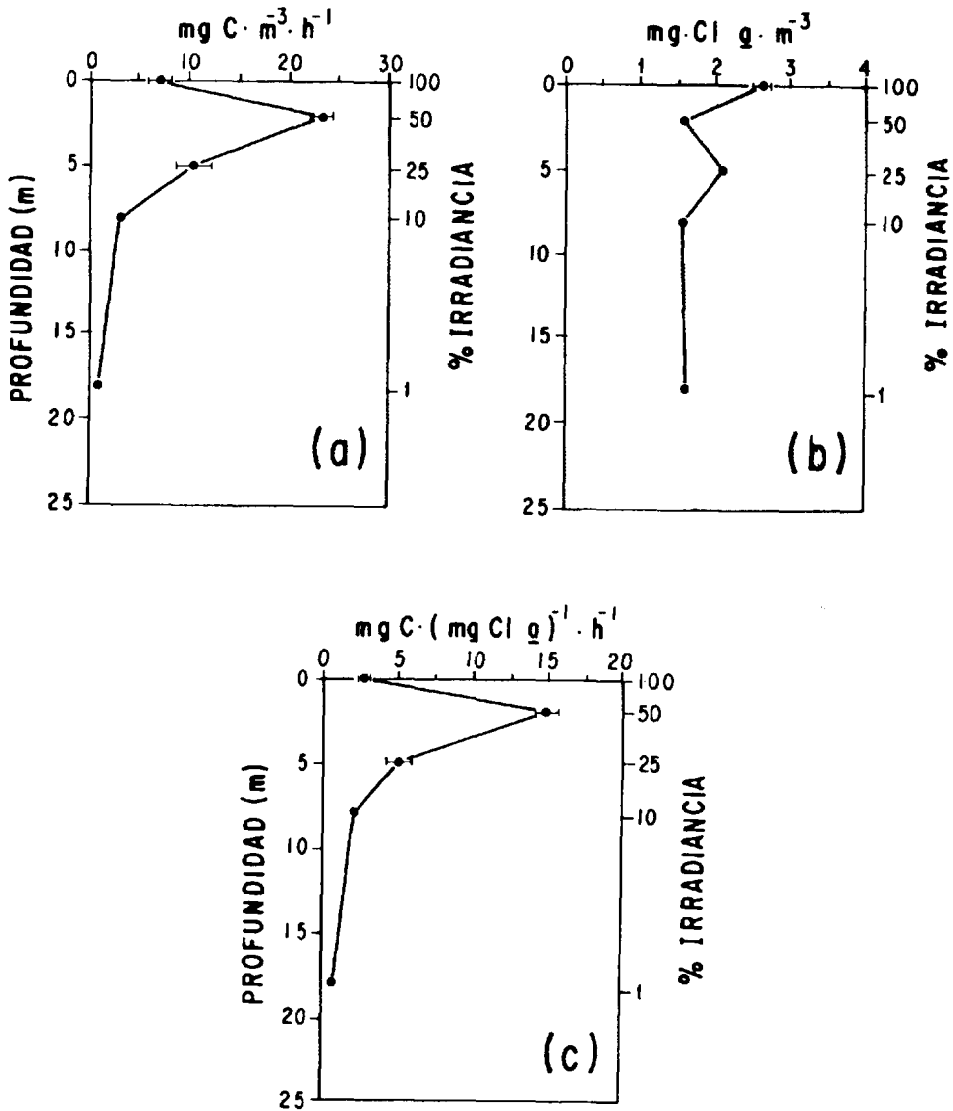 mg C · m⁻³ · h⁻¹
0 10 20 30
PROFUNDIDAD (m)
0
5
10
15
20
25
100
50
25
10
1
% IRRADIANCIA
(a)
mg·Cl a · m⁻³
0 1 2 3 4
0
5
10
15
20
25
100
50
25
10
1
% IRRADIANCIA
(b)
mg C · (mg Cl a)⁻¹ · h⁻¹
0 5 10 15 20
PROFUNDIDAD (m)
0
5
10
15
20
25
100
50
25
10
1
% IRRADIANCIA
(c)